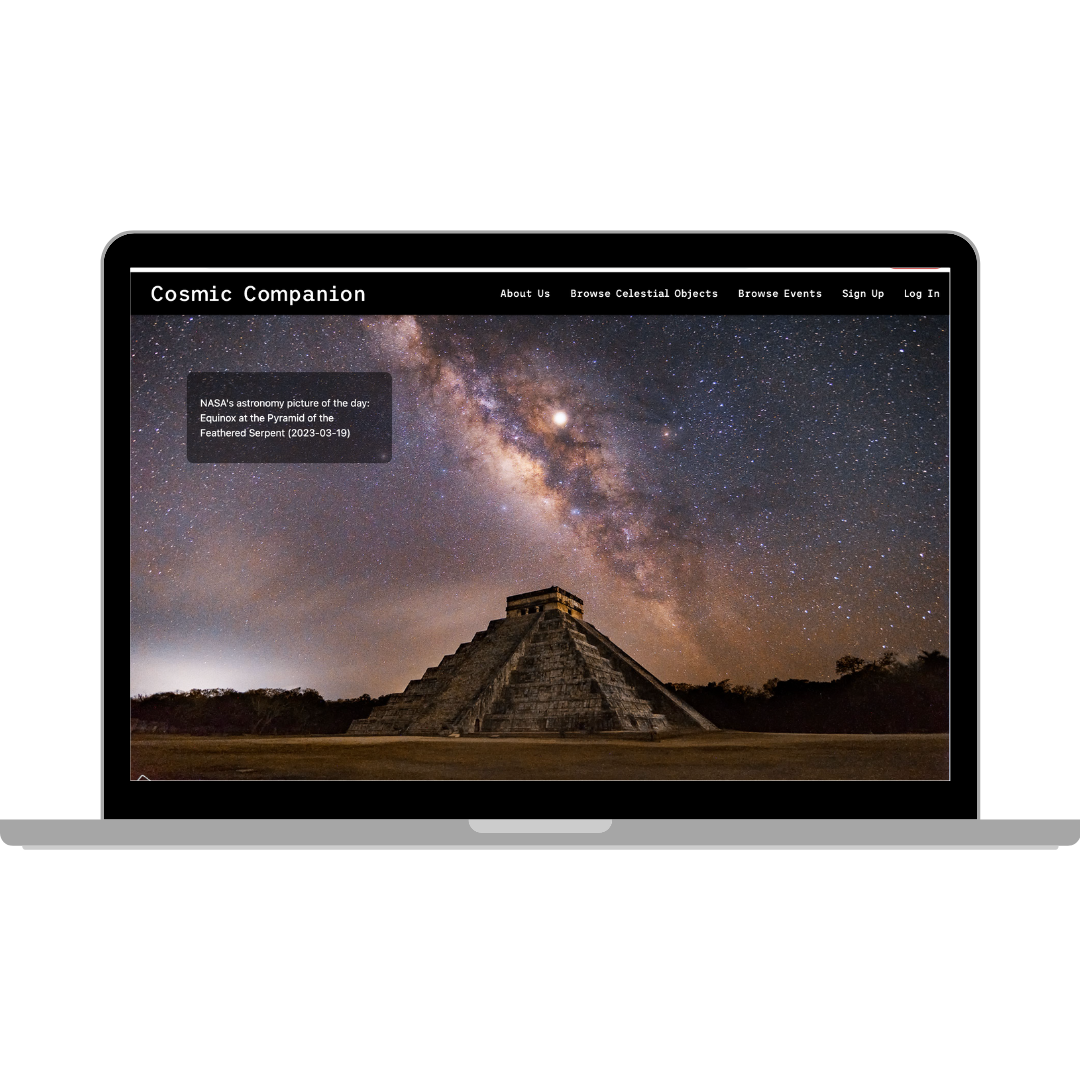 Cosmic Companion
About Us Browse Celestial Objects Browse Events Sign Up Log In
NASA's astronomy picture of the day:
Equinox at the Pyramid of the
Feathered Serpent (2023-03-19)